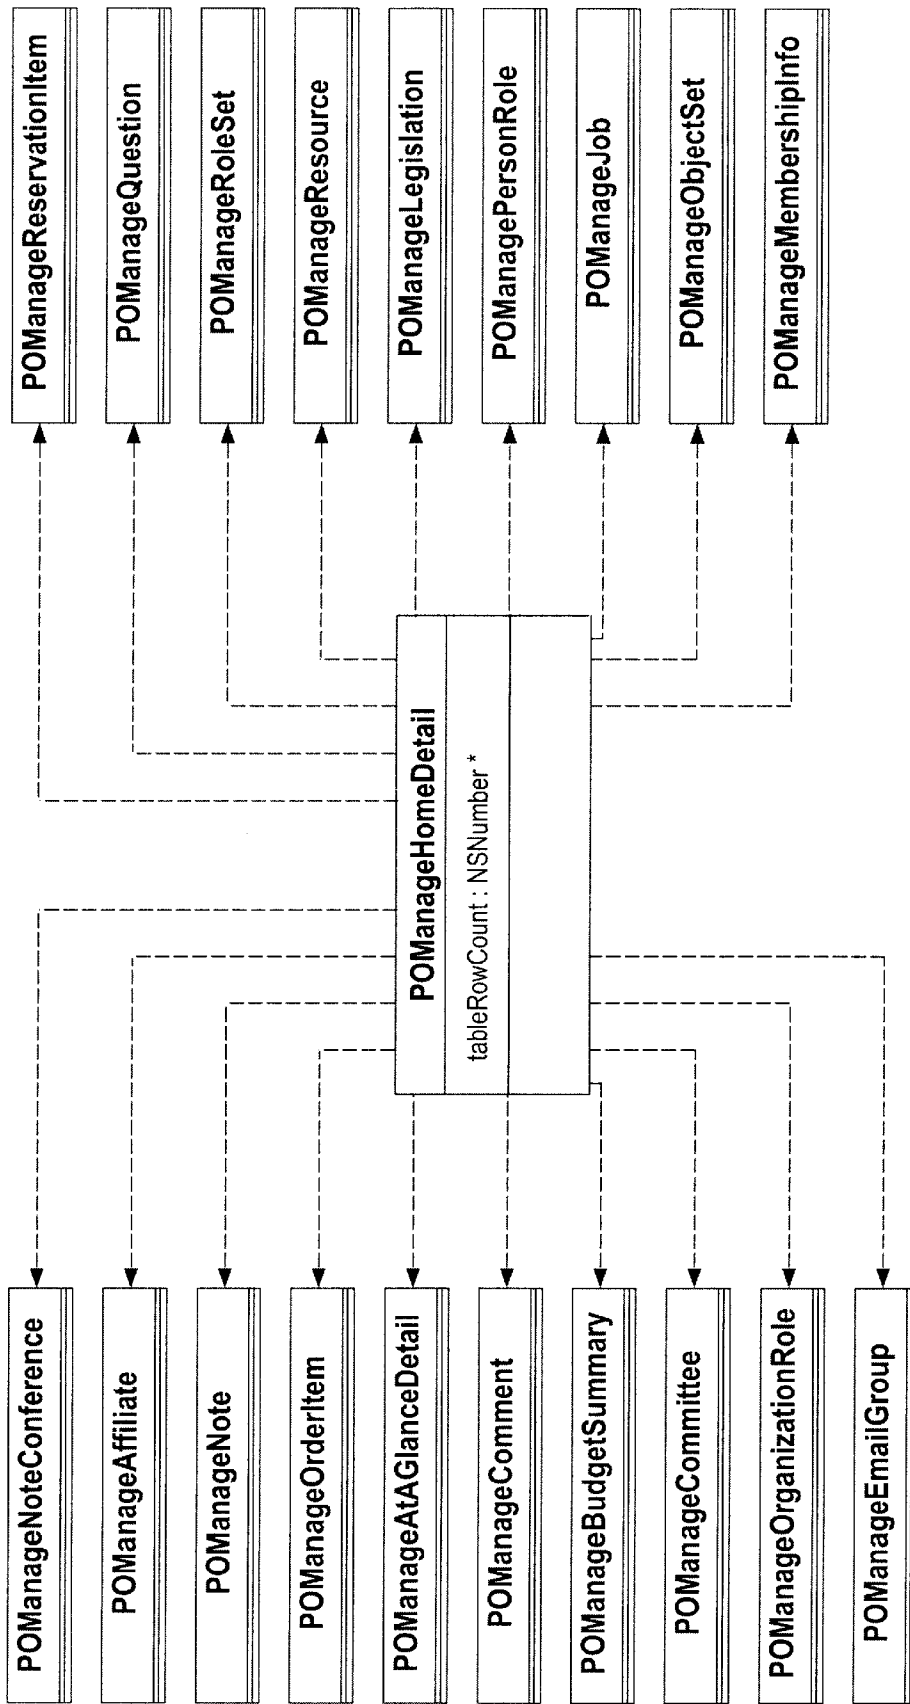 POManageNoteConference
POManageAffiliate
POManageNote
POManageOrderItem
POManageAtAGlanceDetail
POManageComment
POManageBudgetSummary
POManageCommittee
POManageOrganizationRole
POManageEmailGroup
POManageHomeDetail
tableRowCount : NSNumber *
POManageReservationItem
POManageQuestion
POManageRoleSet
POManageResource
POManageLegislation
POManagePersonRole
POManageJob
POManageObjectSet
POManageMembershipInfo